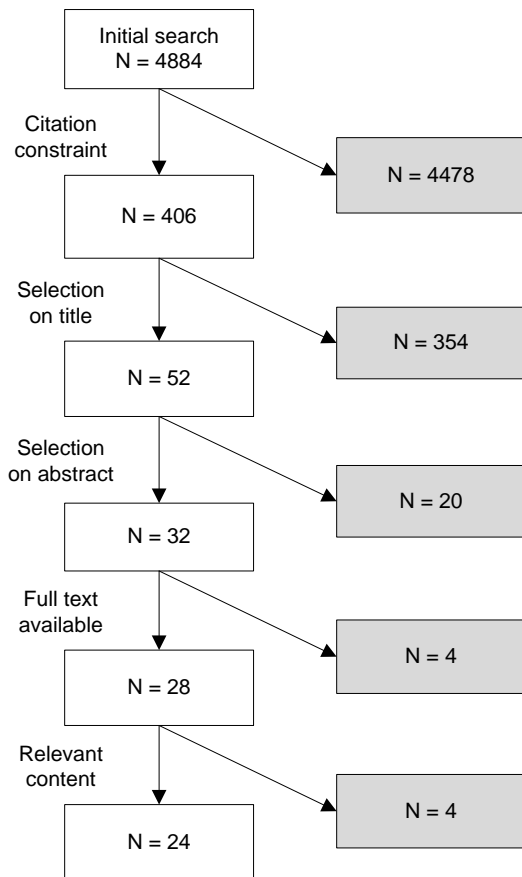 Initial search
N = 4884
Citation
constraint
N = 4478
N = 406
Selection
on title
N = 354
N = 52
Selection
on abstract
N = 20
N = 32
Full text
available
N = 4
N = 28
Relevant
content
N = 4
N = 24